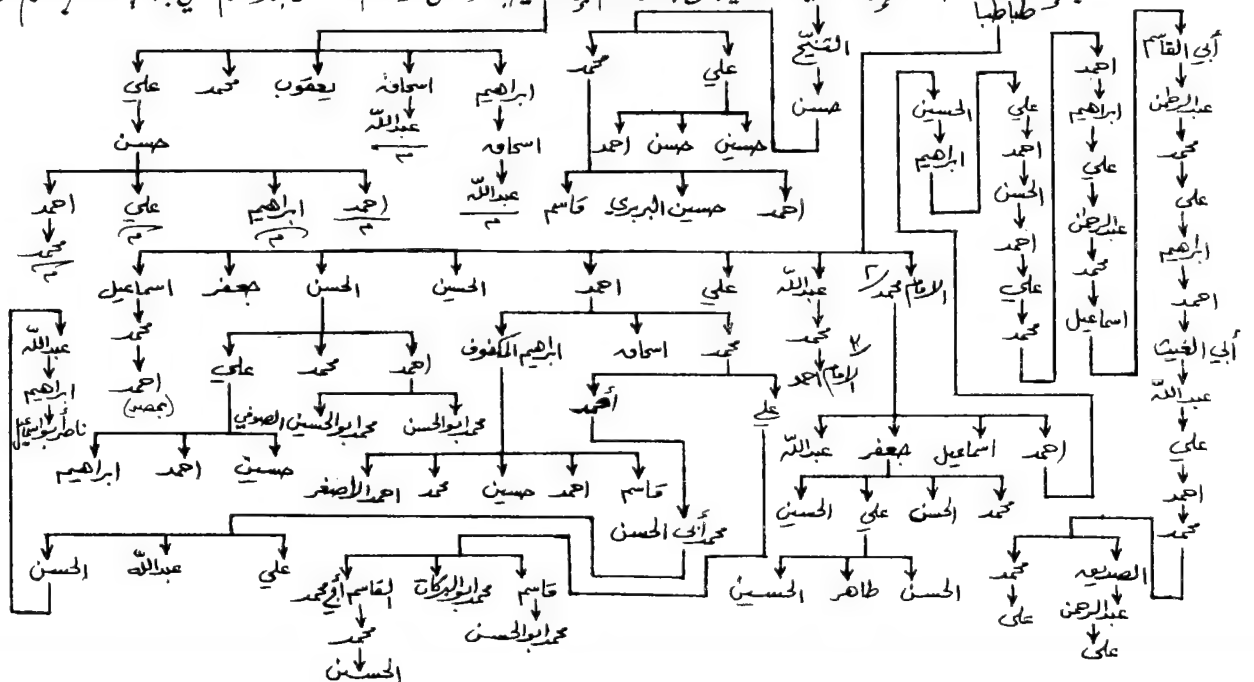 طباطبا
الشيخ أبي القاسم
علي محمد يعقوب اسحاق ابراهيم محمد علي احمد
حسن عبدالله اسحاق احمد حسن حسين حسن الحسين علي ابراهيم عبدالرحمن
احمد علي ابراهيم احمد عبدالله قاسم حسين البربري احمد ابراهيم احمد علي محمد
محمد الحسن عبدالرحمن علي
احمد محمد ابراهيم
اسماعيل جعفر الحسن الحسين احمد علي عبدالله الامام محمد علي اسماعيل احمد
عبدالله محمد علي محمد احمد ابراهيم المكفوف اسحاق محمد محمد محمد أبي الغيث
ابراهيم احمد (بمصر) الامام احمد عبدالله
محمد ابو الحسين الصوفي محمد ابو الحسن أحمد علي
ابراهيم احمد حسين عبدالله جعفر اسماعيل احمد علي
احمد الأصغر محمد حسين احمد قاسم احمد
الحسين علي الحسن محمد محمد
محمد أبي الحسن
الحسن عبدالله علي القاسم أبي محمد محمد ابو البركات قاسم الحسين طاهر الحسن محمد الصديق
محمد محمد ابو الحسن علي عبدالرحمن
الحسين علي